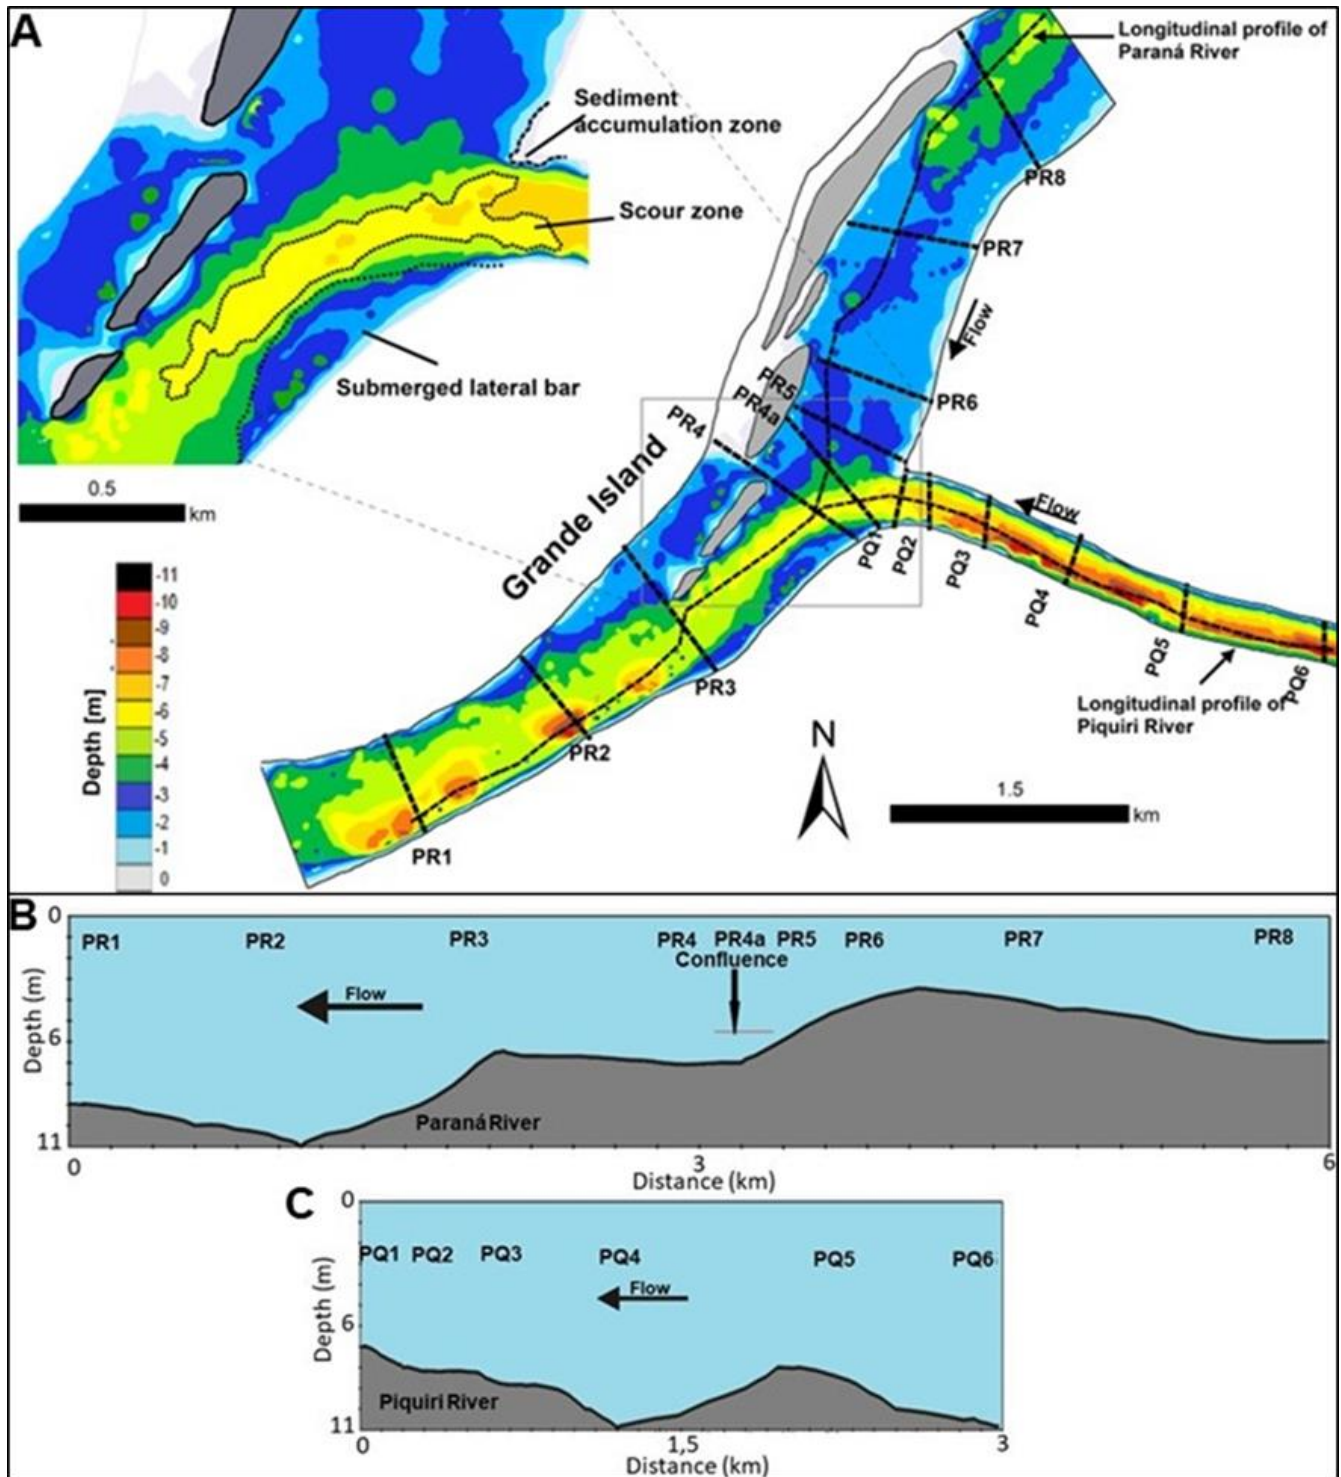 A
Longitudinal profile of
Paraná River
Sediment
accumulation zone
PR8
Scour zone
PR7
Flow
Submerged lateral bar
PR5
PR4a
PR4
PR6
0.5
km
Grande Island
Flow
PQ1
PQ2
PQ3
PQ4
PQ5
PQ6
Depth [m]
-11
-10
-9
-8
-7
-6
-5
-4
-3
-2
-1
0
PR3
Longitudinal profile of
Piquiri River
PR2
N
1.5
km
PR1
B
0
6
11
Depth (m)
PR1 PR2 PR3 PR4 PR4a PR5 PR6 PR7 PR8
Confluence
Flow
Paraná River
0 3 6
Distance (km)
C
0
6
11
Depth (m)
PQ1 PQ2 PQ3 PQ4 PQ5 PQ6
Flow
Piquiri River
0 1,5 3
Distance (km)